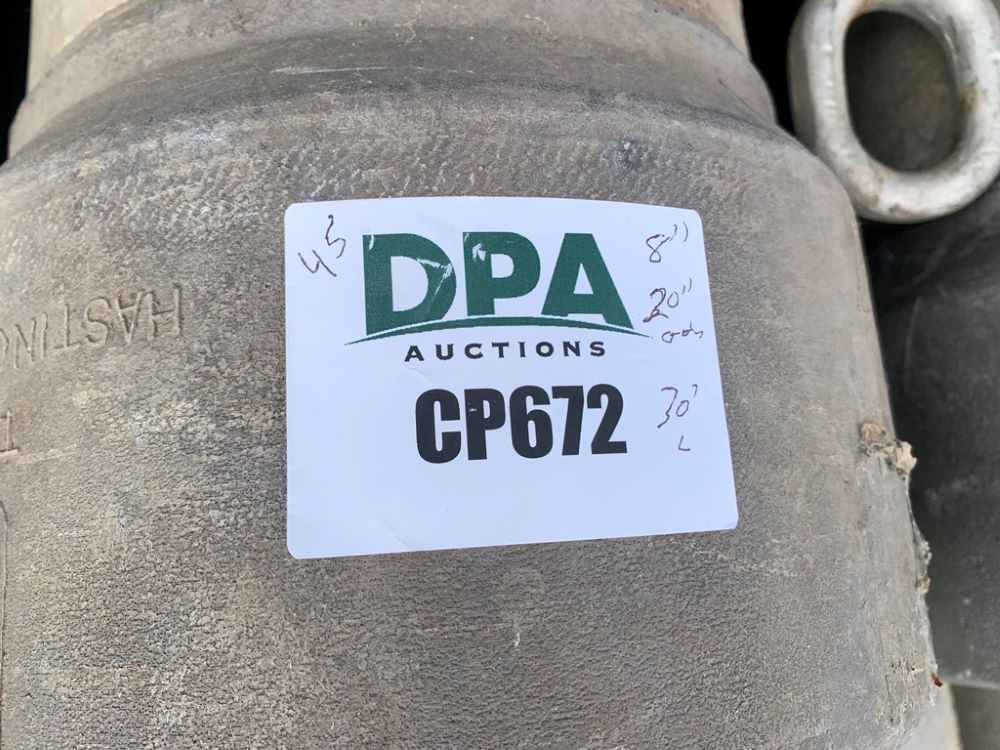 45
8"
DPA
20"
AUCTIONS
30'
CP672
L
HASTING